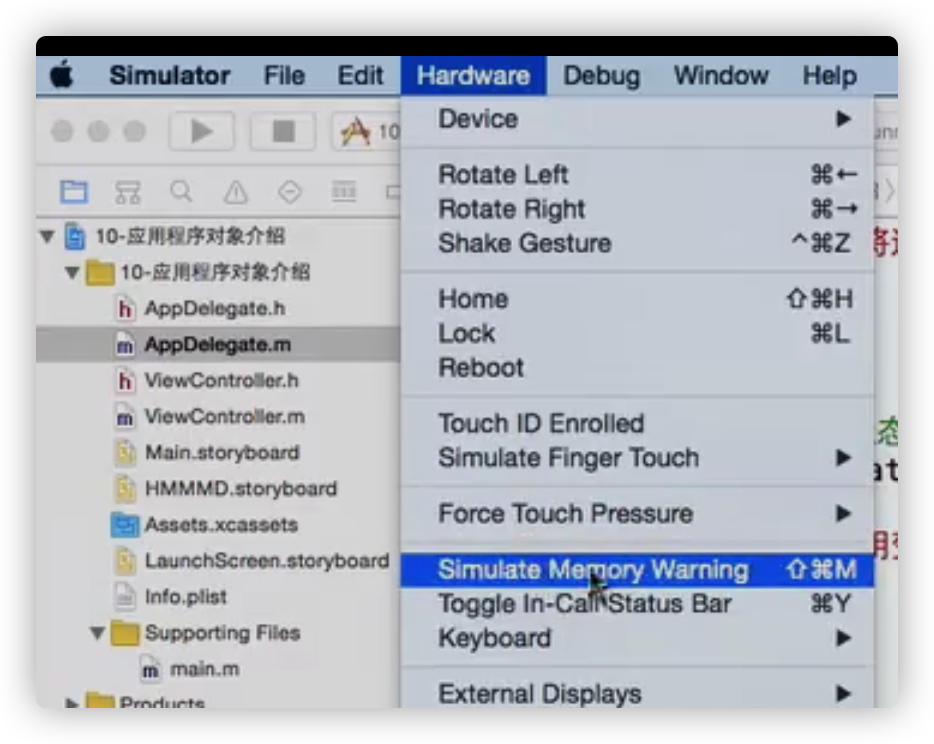 Simulator File Edit Hardware Debug Window Help
10
Device
Rotate Left ⌘←
Rotate Right ⌘→
Shake Gesture ^⌘Z
Home ⇧⌘H
Lock ⌘L
Reboot
Touch ID Enrolled
Simulate Finger Touch
Force Touch Pressure
Simulate Memory Warning ⇧⌘M
Toggle In-Call Status Bar ⌘Y
Keyboard
External Displays
10-应用程序对象介绍
10-应用程序对象介绍
AppDelegate.h
AppDelegate.m
ViewController.h
ViewController.m
Main.storyboard
HMMMD.storyboard
Assets.xcassets
LaunchScreen.storyboard
Info.plist
Supporting Files
main.m
Products
态
at